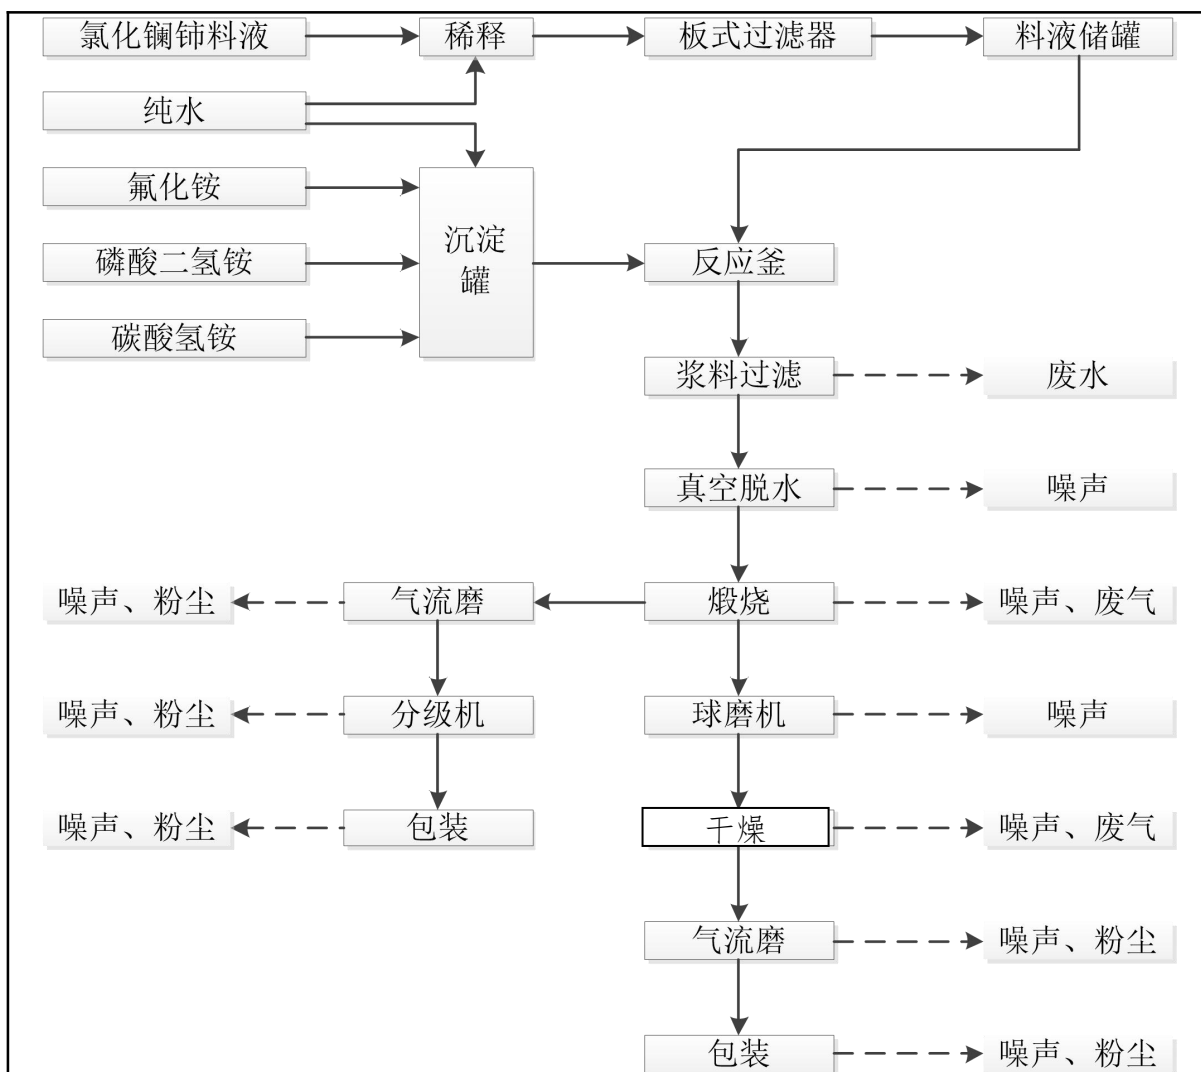 氯化镧铈料液
稀释
板式过滤器
料液储罐
纯水
氟化铵
沉淀
罐
磷酸二氢铵
反应釜
碳酸氢铵
浆料过滤
废水
真空脱水
噪声
噪声、粉尘
气流磨
煅烧
噪声、废气
噪声、粉尘
分级机
球磨机
噪声
噪声、粉尘
包装
干燥
噪声、废气
气流磨
噪声、粉尘
包装
噪声、粉尘